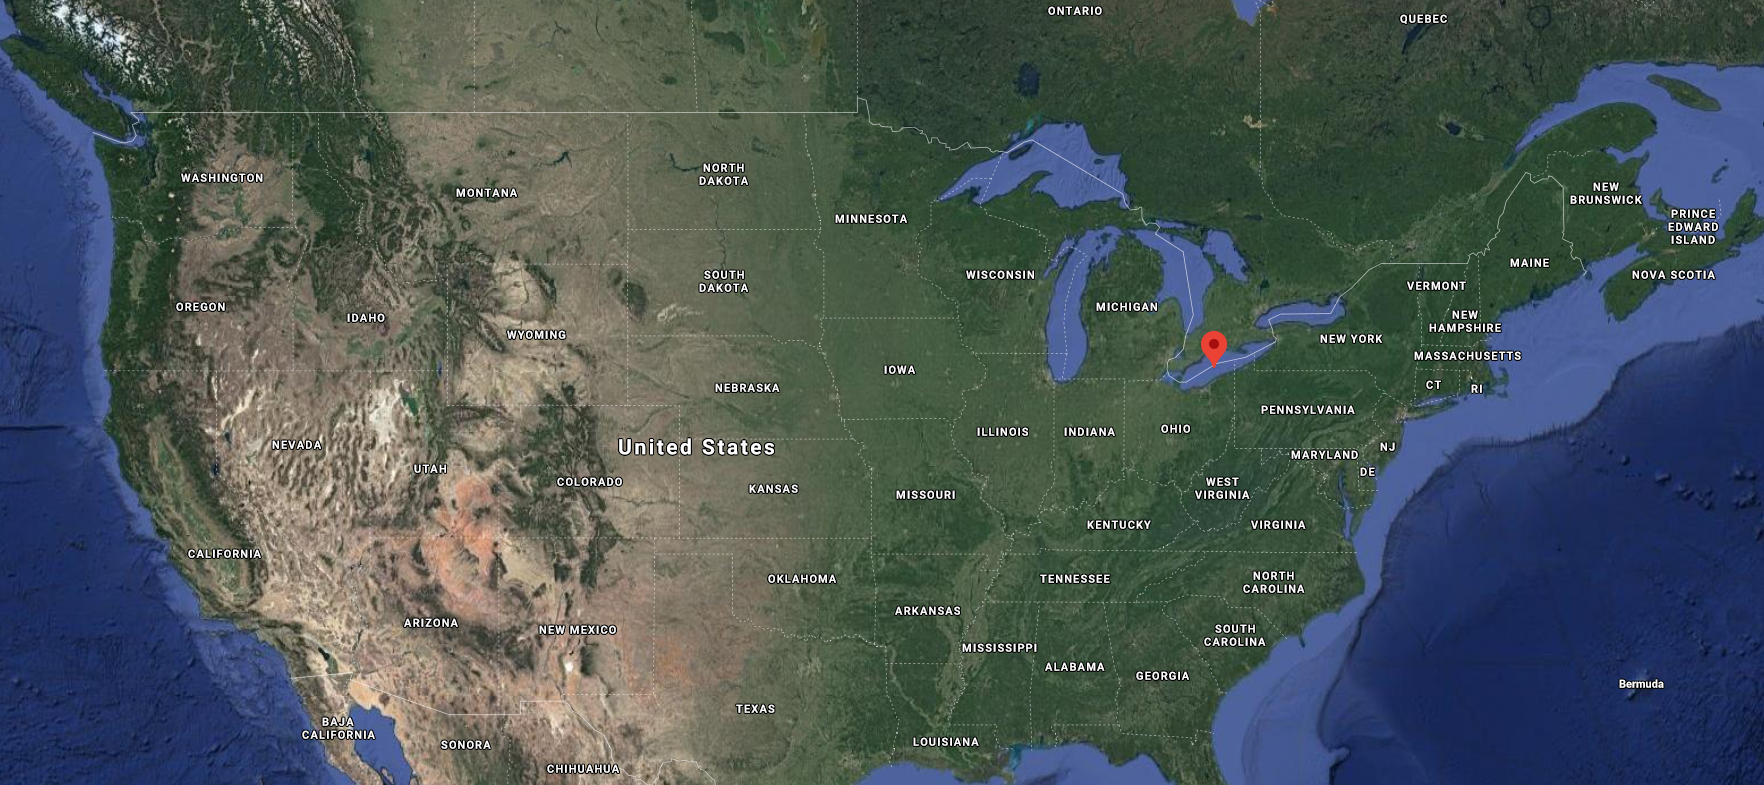 ONTARIO
QUEBEC
WASHINGTON
MONTANA
NORTH
DAKOTA
MINNESOTA
NEW
BRUNSWICK
PRINCE
EDWARD
ISLAND
MAINE
NOVA SCOTIA
OREGON
IDAHO
SOUTH
DAKOTA
WISCONSIN
MICHIGAN
VERMONT
NEW
HAMPSHIRE
WYOMING
NEW YORK
MASSACHUSETTS
IOWA
NEBRASKA
CT
RI
PENNSYLVANIA
NEVADA
United States
ILLINOIS
INDIANA
OHIO
NJ
MARYLAND
DE
UTAH
COLORADO
KANSAS
MISSOURI
WEST
VIRGINIA
KENTUCKY
VIRGINIA
CALIFORNIA
OKLAHOMA
TENNESSEE
NORTH
CAROLINA
ARKANSAS
ARIZONA
NEW MEXICO
SOUTH
CAROLINA
MISSISSIPPI
ALABAMA
GEORGIA
Bermuda
TEXAS
BAJA
CALIFORNIA
SONORA
LOUISIANA
CHIHUAHUA